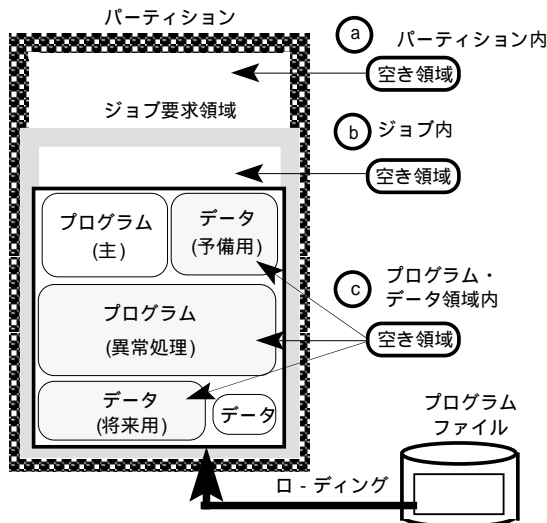 パーティション
a
パーティション内
空き領域
ジョブ要求領域
b
ジョブ内
空き領域
プログラム
(主)
データ
(予備用)
c
プログラム・
データ領域内
空き領域
プログラム
(異常処理)
データ
(将来用)
データ
プログラム
ファイル
ロ - ディング